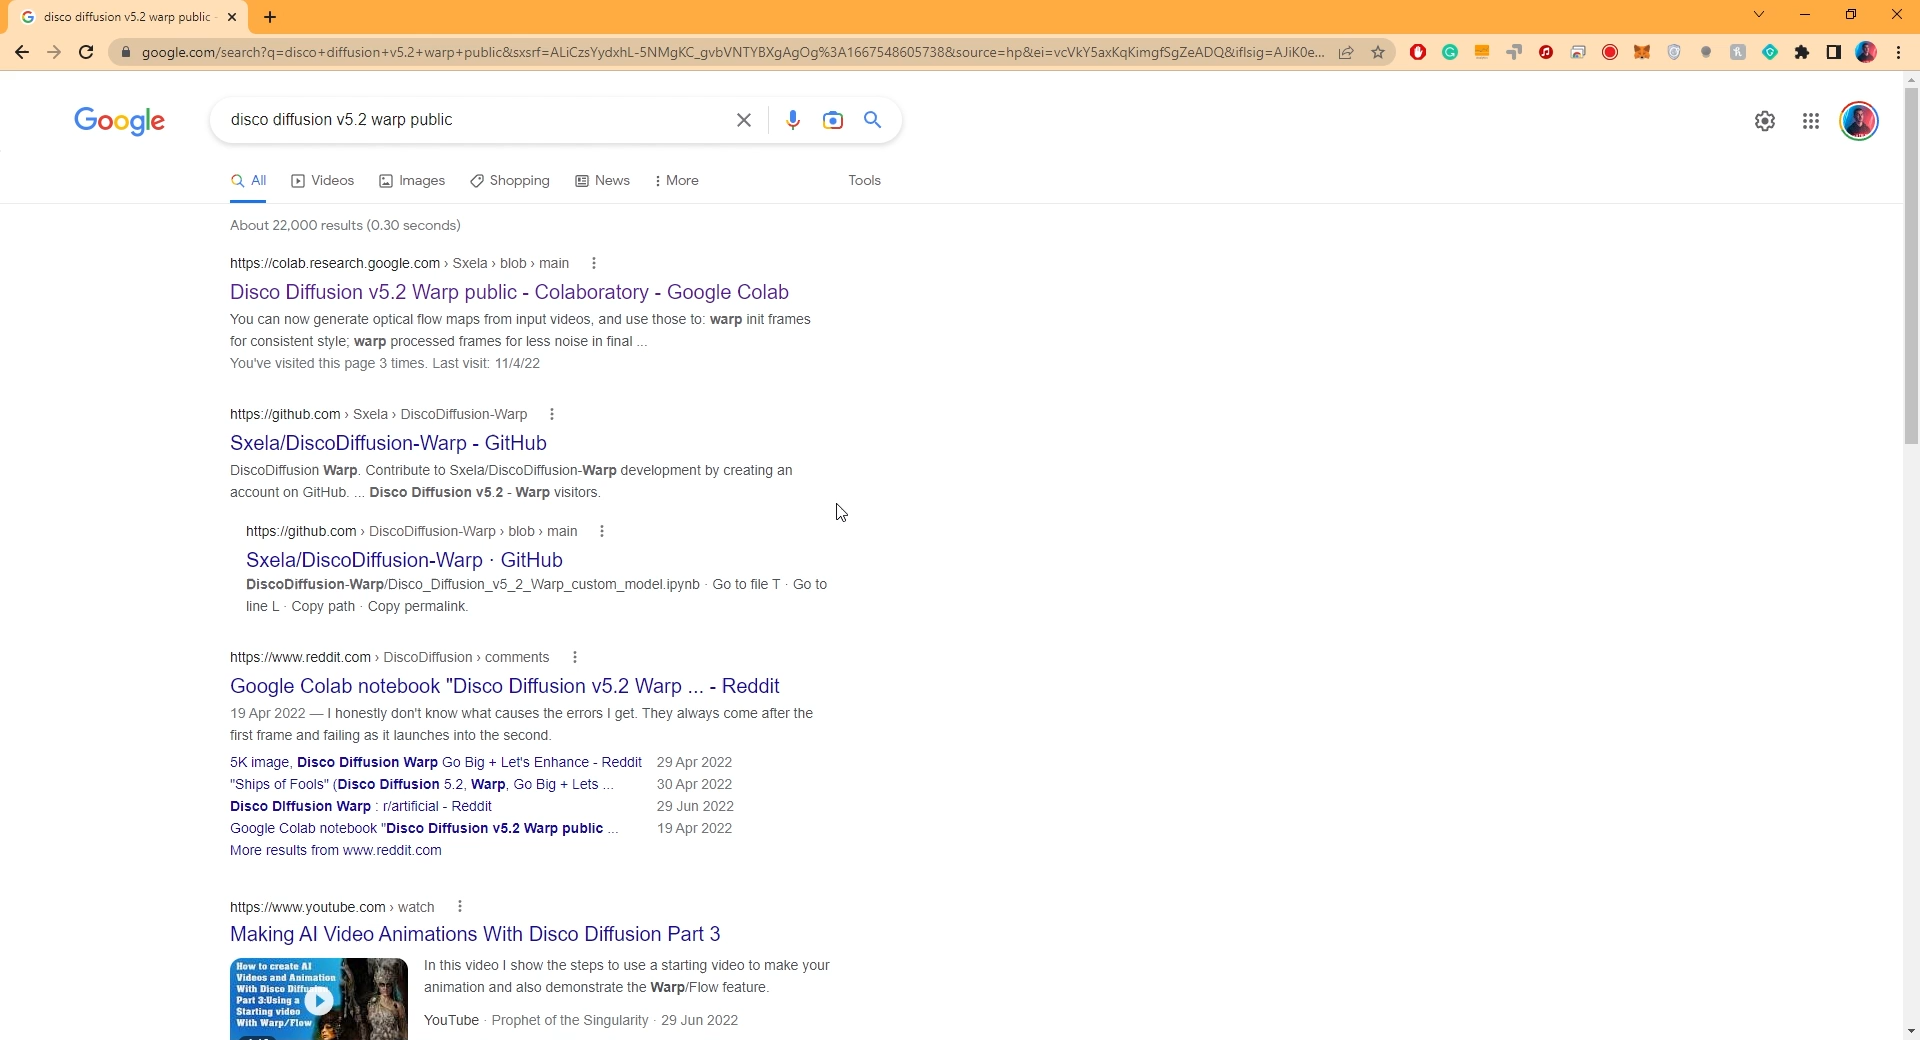 disco diffusion v5.2 warp public -
google.com/search?q=disco+diffusion+v5.2+warp+public&sxsrf=ALiCzsYydxhL-5NMgKC_gvbVNTYBXgAgOg%3A1667548605738&source=hp&ei=vcVkY5axKqKimgfSgZeADQ&iflsig=AJiK0e...
Google
disco diffusion v5.2 warp public
All
Videos
Images
Shopping
News
More
Tools
About 22,000 results (0.30 seconds)
https://colab.research.google.com › Sxela › blob › main
Disco Diffusion v5.2 Warp public - Colaboratory - Google Colab
You can now generate optical flow maps from input videos, and use those to: warp init frames
for consistent style; warp processed frames for less noise in final ...
You've visited this page 3 times. Last visit: 11/4/22
https://github.com › Sxela › DiscoDiffusion-Warp
Sxela/DiscoDiffusion-Warp - GitHub
DiscoDiffusion Warp. Contribute to Sxela/DiscoDiffusion-Warp development by creating an
account on GitHub. ... Disco Diffusion v5.2 - Warp visitors.
https://github.com › DiscoDiffusion-Warp › blob › main
Sxela/DiscoDiffusion-Warp · GitHub
DiscoDiffusion-Warp/Disco_Diffusion_v5_2_Warp_custom_model.ipynb · Go to file T · Go to
line L · Copy path · Copy permalink.
https://www.reddit.com › DiscoDiffusion › comments
Google Colab notebook "Disco Diffusion v5.2 Warp ... - Reddit
19 Apr 2022 — I honestly don't know what causes the errors I get. They always come after the
first frame and failing as it launches into the second.
5K image, Disco Diffusion Warp Go Big + Let's Enhance - Reddit 29 Apr 2022
"Ships of Fools" (Disco Diffusion 5.2, Warp, Go Big + Lets ... 30 Apr 2022
Disco DIffusion Warp : r/artificial - Reddit 29 Jun 2022
Google Colab notebook "Disco Diffusion v5.2 Warp public ... 19 Apr 2022
More results from www.reddit.com
https://www.youtube.com › watch
Making AI Video Animations With Disco Diffusion Part 3
How to create AI
Videos and Animation
With Disco Diffusion
Part 3:Using a
Starting video
With Warp/Flow
In this video I show the steps to use a starting video to make your
animation and also demonstrate the Warp/Flow feature.
YouTube · Prophet of the Singularity · 29 Jun 2022